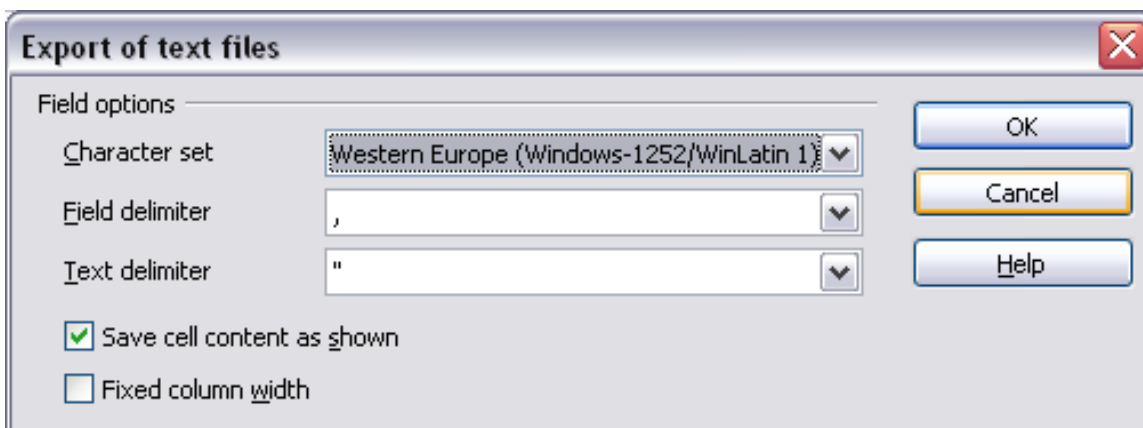 Export of text files
Field options
OK
Character set
Western Europe (Windows-1252/WinLatin 1)
Cancel
Field delimiter
,
Text delimiter
"
Help
Save cell content as shown
Fixed column width